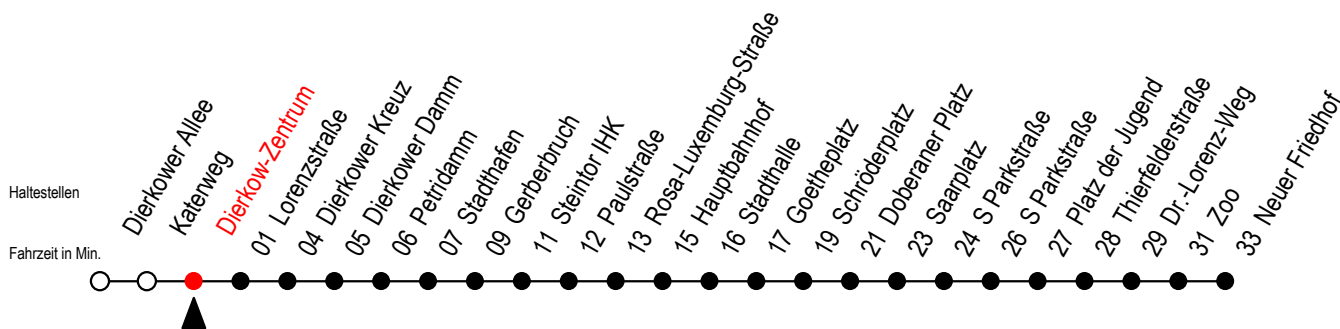 Haltestellen
Fahrzeit in Min.
Dierkower Allee
Katerweg
Dierkow-Zentrum
01 Lorenzstraße
04 Dierkower Kreuz
05 Dierkower Damm
06 Petridamm
07 Stadthafen
09 Gerberbruch
11 Steintor IHK
12 Paulstraße
13 Rosa-Luxemburg-Straße
15 Hauptbahnhof
16 Stadthalle
17 Goetheplatz
19 Schröderplatz
21 Doberaner Platz
23 Saarplatz
24 S Parkstraße
26 S Parkstraße
27 Platz der Jugend
28 Thierfelderstraße
29 Dr.-Lorenz-Weg
31 Zoo
33 Neuer Friedhof